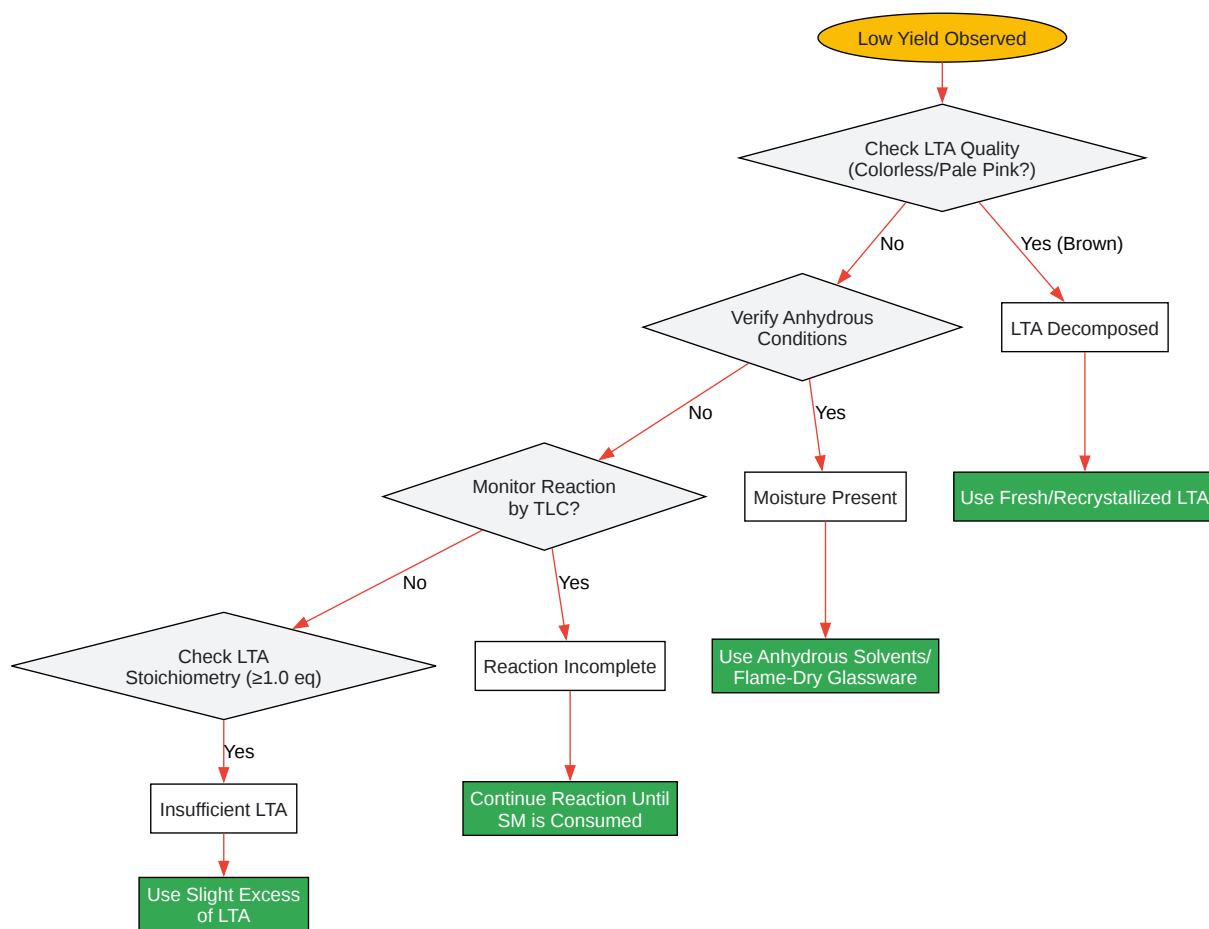 Low Yield Observed
Check LTA Quality
(Colorless/Pale Pink?)
No
Yes (Brown)
Verify Anhydrous
Conditions
LTA Decomposed
No
Yes
Monitor Reaction
by TLC?
Moisture Present
Use Fresh/Recrystallized LTA
No
Yes
Check LTA
Stoichiometry (≥1.0 eq)
Reaction Incomplete
Use Anhydrous Solvents/
Flame-Dry Glassware
Yes
Insufficient LTA
Continue Reaction Until
SM is Consumed
Use Slight Excess
of LTA